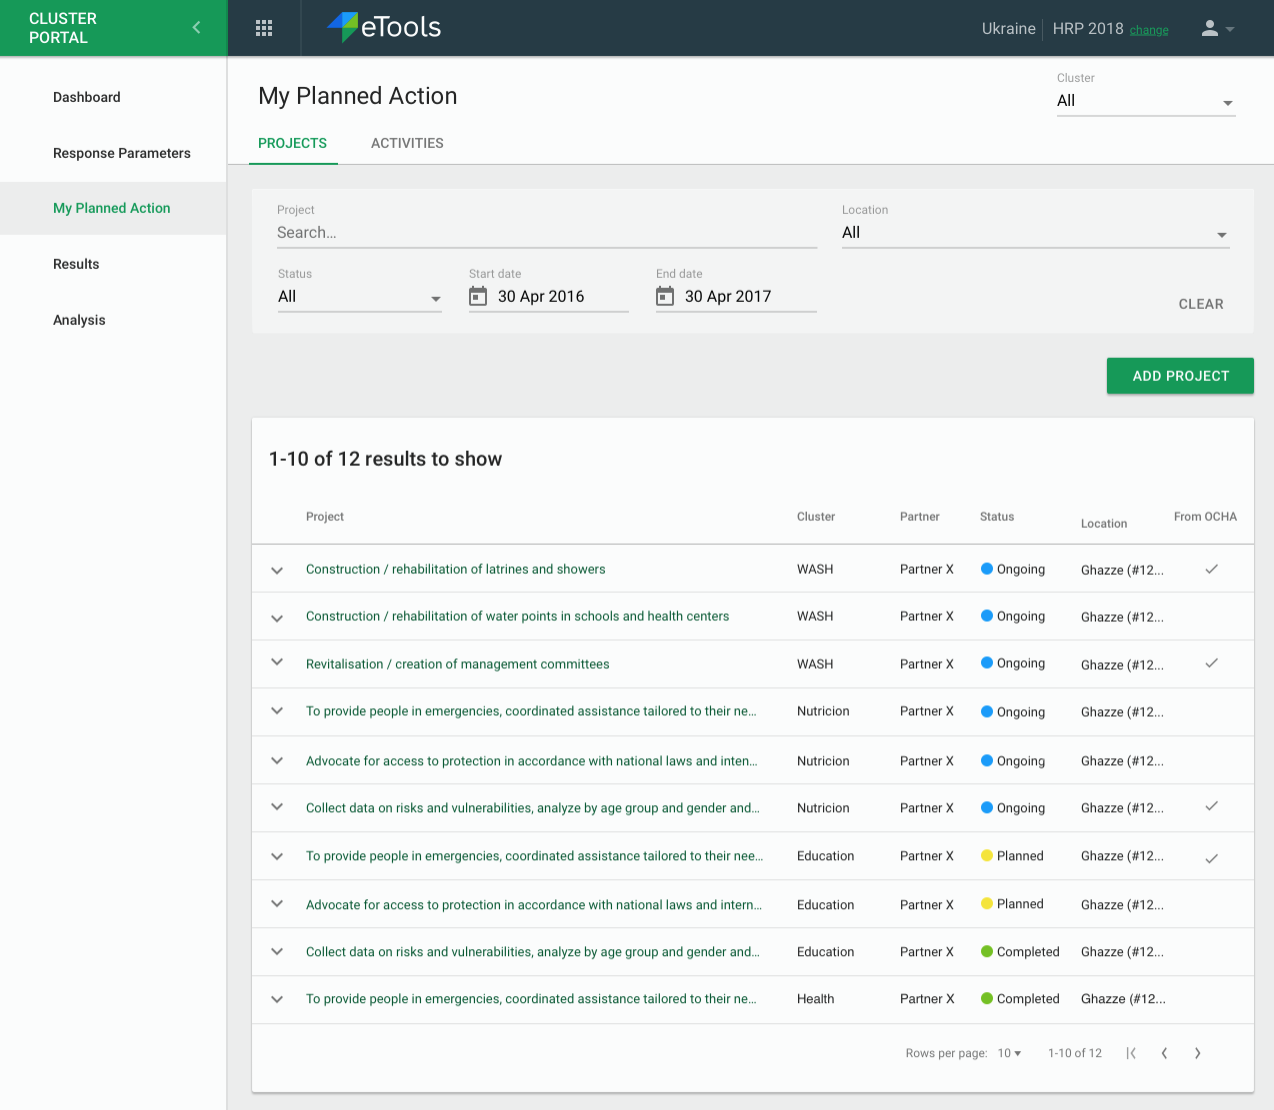 CLUSTER
PORTAL
eTools
Ukraine HRP 2018 change
Dashboard
Response Parameters
My Planned Action
Results
Analysis
My Planned Action
Cluster
All
PROJECTS ACTIVITIES
Project
Search...
Location
All
Status
All
Start date
30 Apr 2016
End date
30 Apr 2017
CLEAR
ADD PROJECT
1-10 of 12 results to show
Project Cluster Partner Status Location From OCHA
Construction / rehabilitation of latrines and showers WASH Partner X Ongoing Ghazze (#12...
Construction / rehabilitation of water points in schools and health centers WASH Partner X Ongoing Ghazze (#12...
Revitalisation / creation of management committees WASH Partner X Ongoing Ghazze (#12...
To provide people in emergencies, coordinated assistance tailored to their ne... Nutricion Partner X Ongoing Ghazze (#12...
Advocate for access to protection in accordance with national laws and inten... Nutricion Partner X Ongoing Ghazze (#12...
Collect data on risks and vulnerabilities, analyze by age group and gender and... Nutricion Partner X Ongoing Ghazze (#12...
To provide people in emergencies, coordinated assistance tailored to their nee... Education Partner X Planned Ghazze (#12...
Advocate for access to protection in accordance with national laws and intern... Education Partner X Planned Ghazze (#12...
Collect data on risks and vulnerabilities, analyze by age group and gender and... Education Partner X Completed Ghazze (#12...
To provide people in emergencies, coordinated assistance tailored to their ne... Health Partner X Completed Ghazze (#12...
Rows per page: 10 1-10 of 12